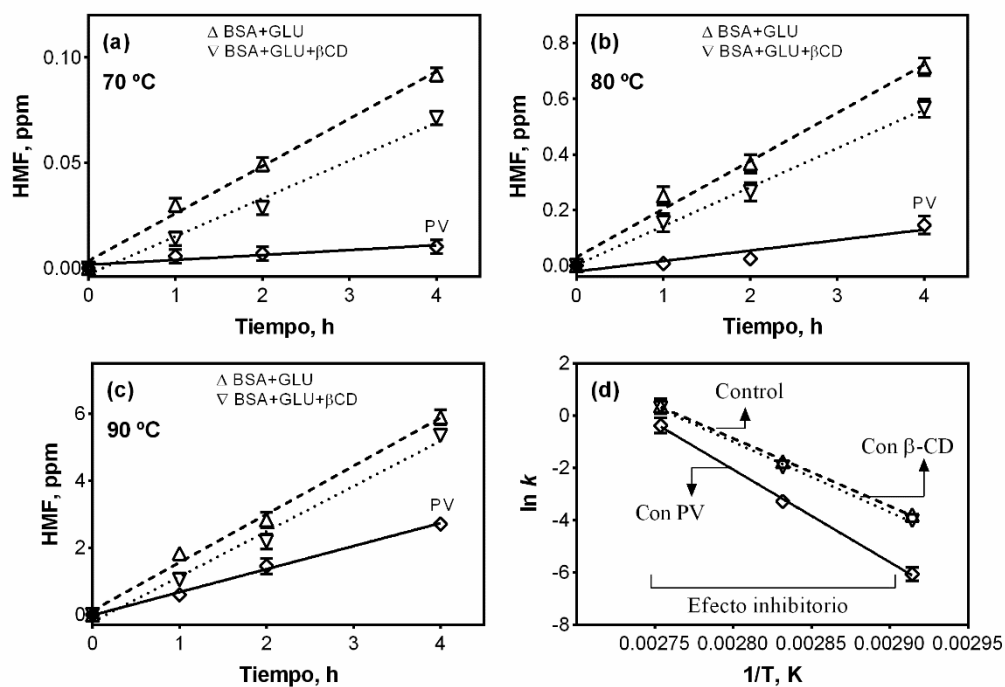 (a)
70 ºC
Δ BSA+GLU
∇ BSA+GLU+βCD
PV
HMF, ppm
0.10
0.05
0.00
0 1 2 3 4
Tiempo, h
(b)
80 ºC
Δ BSA+GLU
∇ BSA+GLU+βCD
PV
HMF, ppm
0.8
0.6
0.4
0.2
0.0
0 1 2 3 4
Tiempo, h
(c)
90 ºC
Δ BSA+GLU
∇ BSA+GLU+βCD
PV
HMF, ppm
6
4
2
0
0 1 2 3 4
Tiempo, h
(d)
Control
Con β-CD
Con PV
Efecto inhibitorio
ln k
2
0
-2
-4
-6
-8
0.00275 0.00280 0.00285 0.00290 0.00295
1/T, K